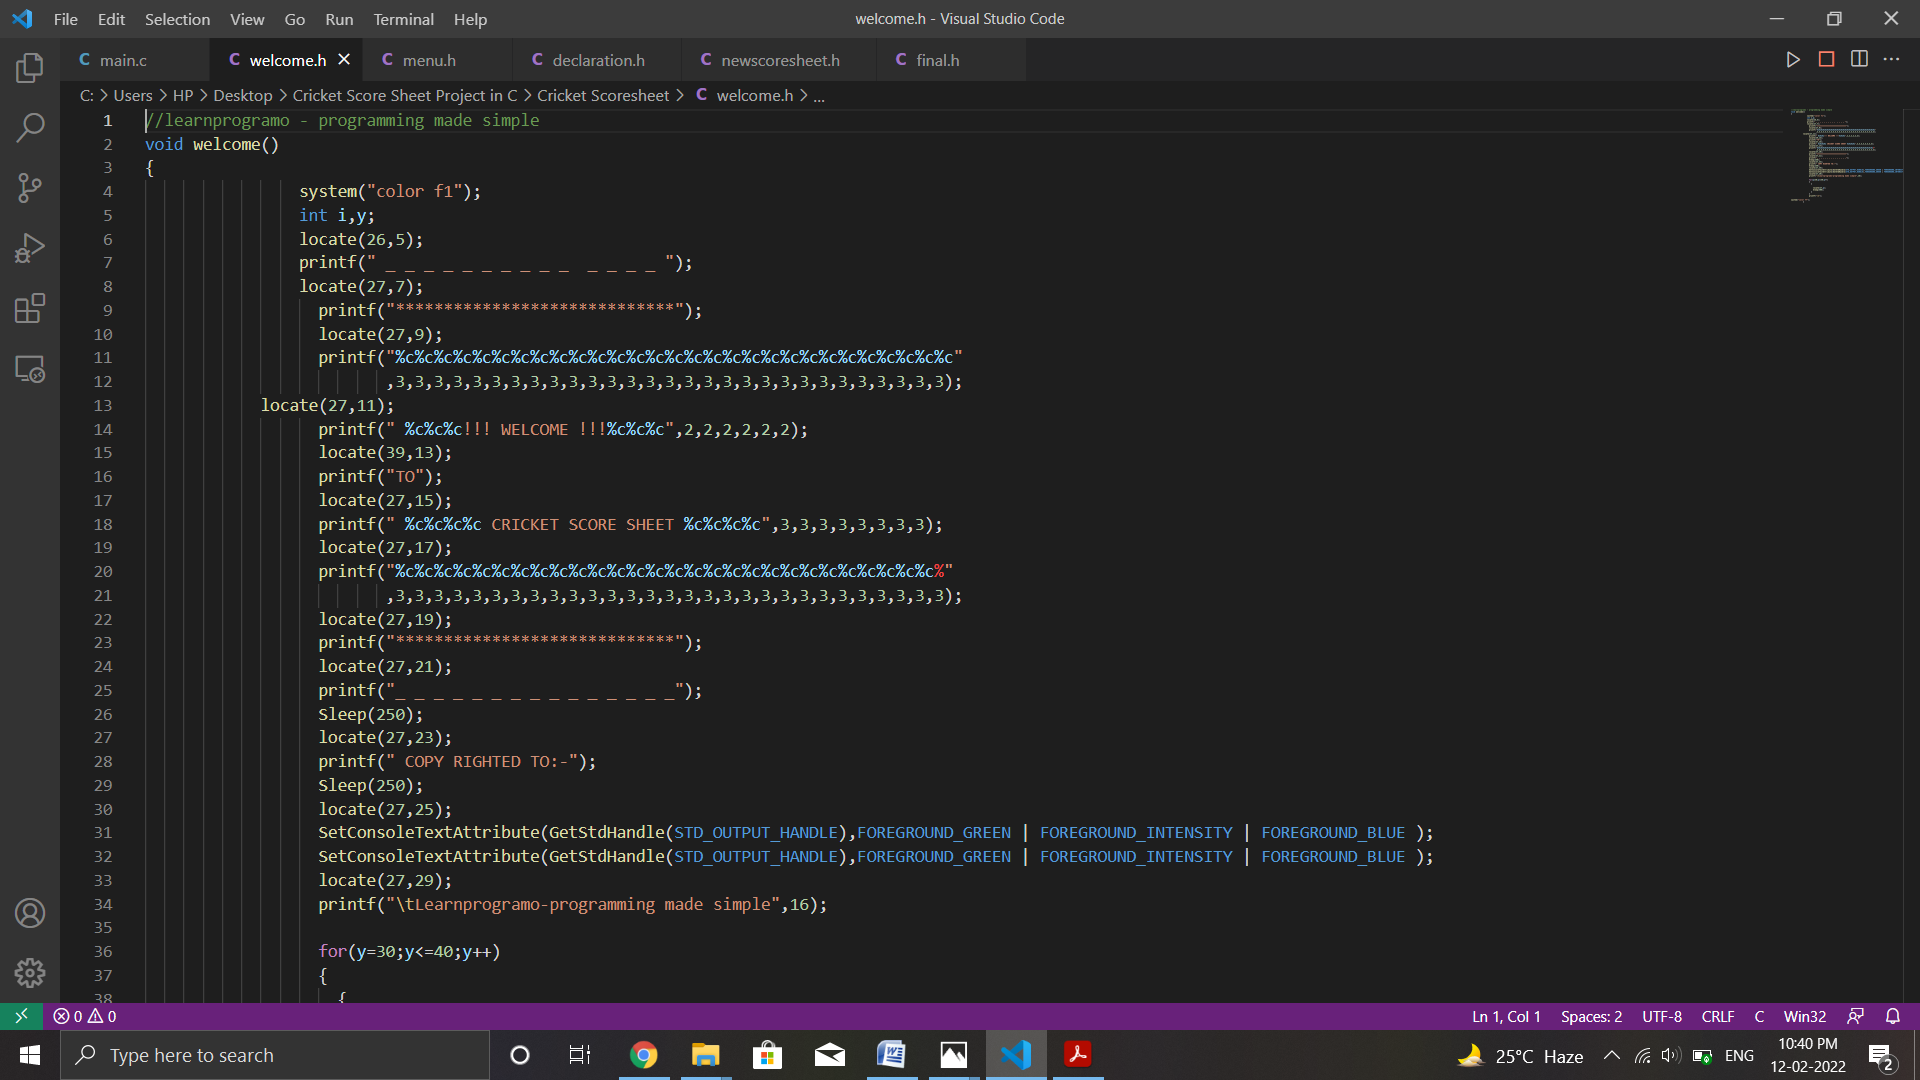 File Edit Selection View Go Run Terminal Help welcome.h - Visual Studio Code
C main.c C welcome.h C menu.h C declaration.h C newscoresheet.h C final.h
C: > Users > HP > Desktop > Cricket Score Sheet Project in C > Cricket Scoresheet > C welcome.h > ...
1 //learnprogramo - programming made simple
2 void welcome()
3 {
4 system("color f1");
5 int i,y;
6 locate(26,5);
7 printf(" _ _ _ _ _ _ _ _ _ _  _ _ _ _ ");
8 locate(27,7);
9 printf("*****************************");
10 locate(27,9);
11 printf("%c%c%c%c%c%c%c%c%c%c%c%c%c%c%c%c%c%c%c%c%c%c%c%c%c%c%c%c%c"
12 ,3,3,3,3,3,3,3,3,3,3,3,3,3,3,3,3,3,3,3,3,3,3,3,3,3,3,3,3,3);
13 locate(27,11);
14 printf(" %c%c%c!!! WELCOME !!!%c%c%c",2,2,2,2,2,2);
15 locate(39,13);
16 printf("TO");
17 locate(27,15);
18 printf(" %c%c%c%c CRICKET SCORE SHEET %c%c%c%c",3,3,3,3,3,3,3,3);
19 locate(27,17);
20 printf("%c%c%c%c%c%c%c%c%c%c%c%c%c%c%c%c%c%c%c%c%c%c%c%c%c%c%c%c%"
21 ,3,3,3,3,3,3,3,3,3,3,3,3,3,3,3,3,3,3,3,3,3,3,3,3,3,3,3,3,3);
22 locate(27,19);
23 printf("*****************************");
24 locate(27,21);
25 printf("_ _ _ _ _ _ _ _ _ _ _ _ _ _ _");
26 Sleep(250);
27 locate(27,23);
28 printf(" COPY RIGHTED TO:-");
29 Sleep(250);
30 locate(27,25);
31 SetConsoleTextAttribute(GetStdHandle(STD_OUTPUT_HANDLE),FOREGROUND_GREEN | FOREGROUND_INTENSITY | FOREGROUND_BLUE );
32 SetConsoleTextAttribute(GetStdHandle(STD_OUTPUT_HANDLE),FOREGROUND_GREEN | FOREGROUND_INTENSITY | FOREGROUND_BLUE );
33 locate(27,29);
34 printf("\tLearnprogramo-programming made simple",16);
35
36 for(y=30;y<=40;y++)
37 {
38 {
0 0 Ln 1, Col 1 Spaces: 2 UTF-8 CRLF C Win32
Type here to search 25°C Haze ENG 10:40 PM
12-02-2022 2